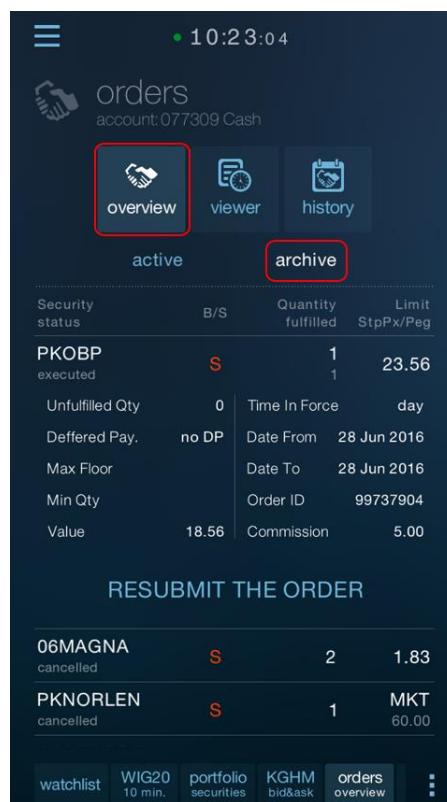 10:23:04
orders
account: 077309 Cash
overview viewer history
active archive
Security B/S Quantity Limit
status fulfilled StpPx/Peg
PKOBP S 1 23.56
executed 1
Unfulfilled Qty 0 Time In Force day
Deffered Pay. no DP Date From 28 Jun 2016
Max Floor Date To 28 Jun 2016
Min Qty Order ID 99737904
Value 18.56 Commission 5.00
RESUBMIT THE ORDER
06MAGNA S 2 1.83
cancelled
PKNORLEN S 1 MKT
cancelled 60.00
watchlist WIG20 portfolio KGHM orders
10 min. securities bid&ask overview